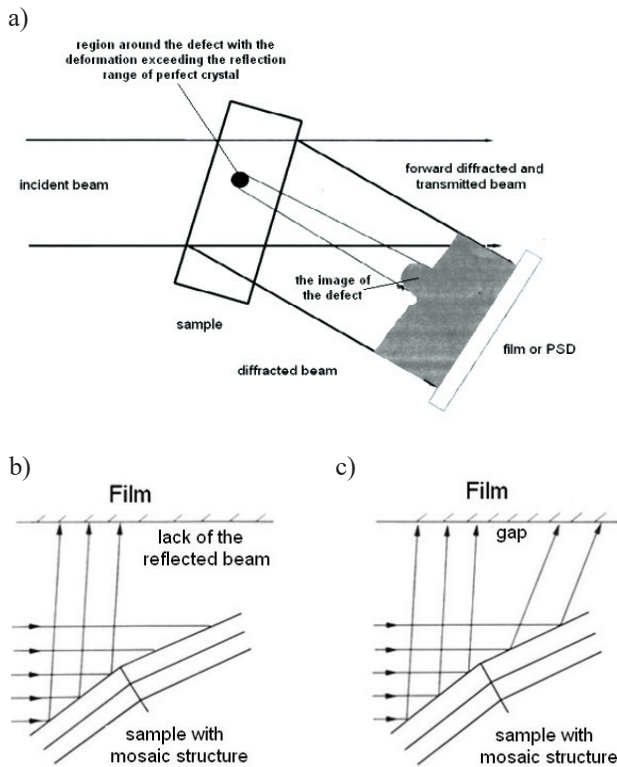 a)
region around the defect with the
deformation exceeding the reflection
range of perfect crystal
incident beam
forward diffracted and
transmitted beam
the image of
the defect
sample
film or PSD
diffracted beam
b)
c)
Film
lack of the
reflected beam
sample with
mosaic structure
Film
gap
sample with
mosaic structure